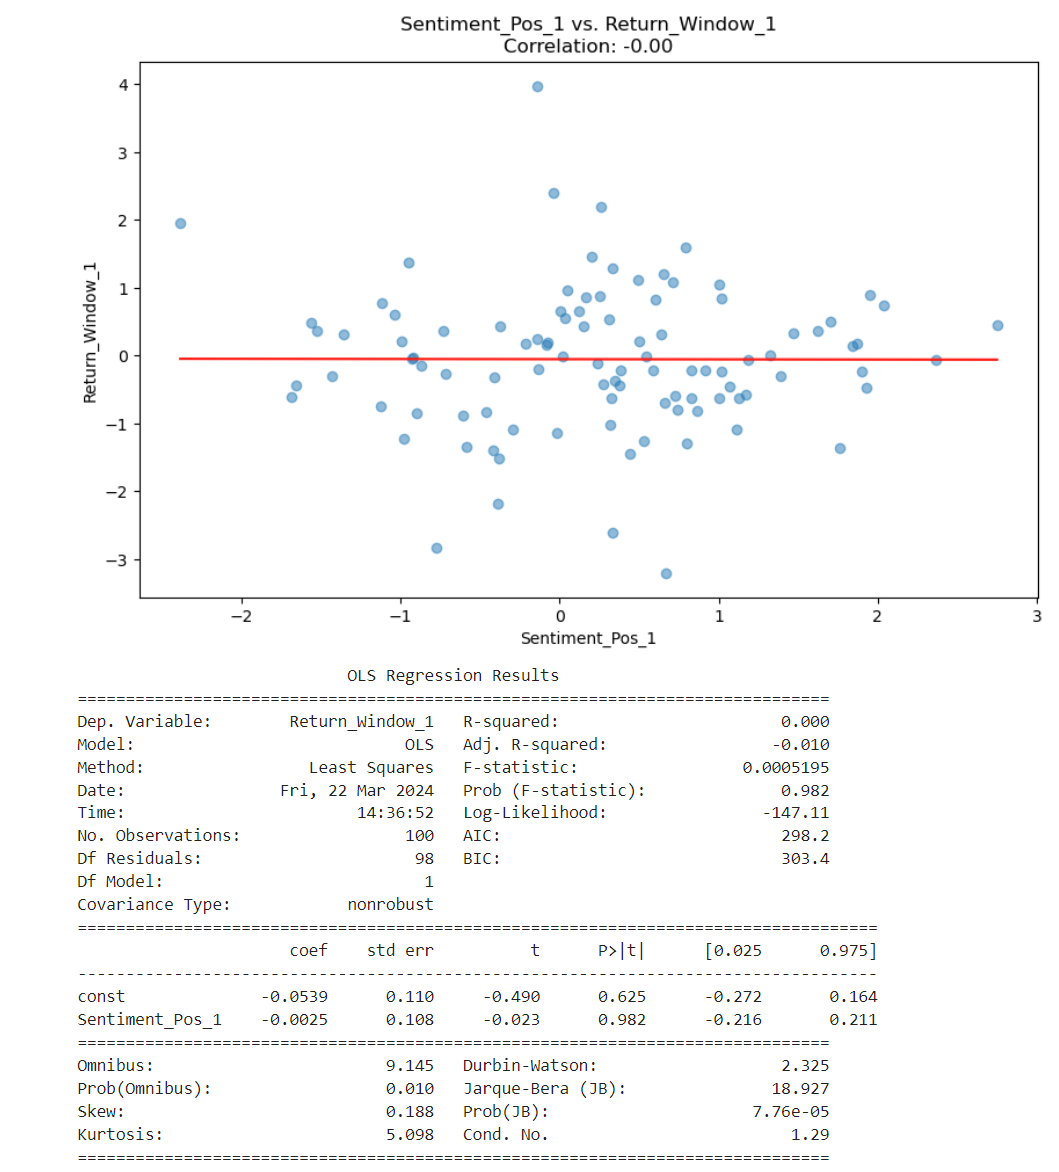 Sentiment_Pos_1 vs. Return_Window_1
Correlation: -0.00
4
3
2
1
0
−1
−2
−3
Return_Window_1
−2 −1 0 1 2 3
Sentiment_Pos_1
OLS Regression Results
==============================================================================
Dep. Variable: Return_Window_1 R-squared: 0.000
Model: OLS Adj. R-squared: -0.010
Method: Least Squares F-statistic: 0.0005195
Date: Fri, 22 Mar 2024 Prob (F-statistic): 0.982
Time: 14:36:52 Log-Likelihood: -147.11
No. Observations: 100 AIC: 298.2
Df Residuals: 98 BIC: 303.4
Df Model: 1
Covariance Type: nonrobust
===================================================================================
coef std err t P>|t| [0.025 0.975]
-----------------------------------------------------------------------------------
const -0.0539 0.110 -0.490 0.625 -0.272 0.164
Sentiment_Pos_1 -0.0025 0.108 -0.023 0.982 -0.216 0.211
==============================================================================
Omnibus: 9.145 Durbin-Watson: 2.325
Prob(Omnibus): 0.010 Jarque-Bera (JB): 18.927
Skew: 0.188 Prob(JB): 7.76e-05
Kurtosis: 5.098 Cond. No. 1.29
==============================================================================